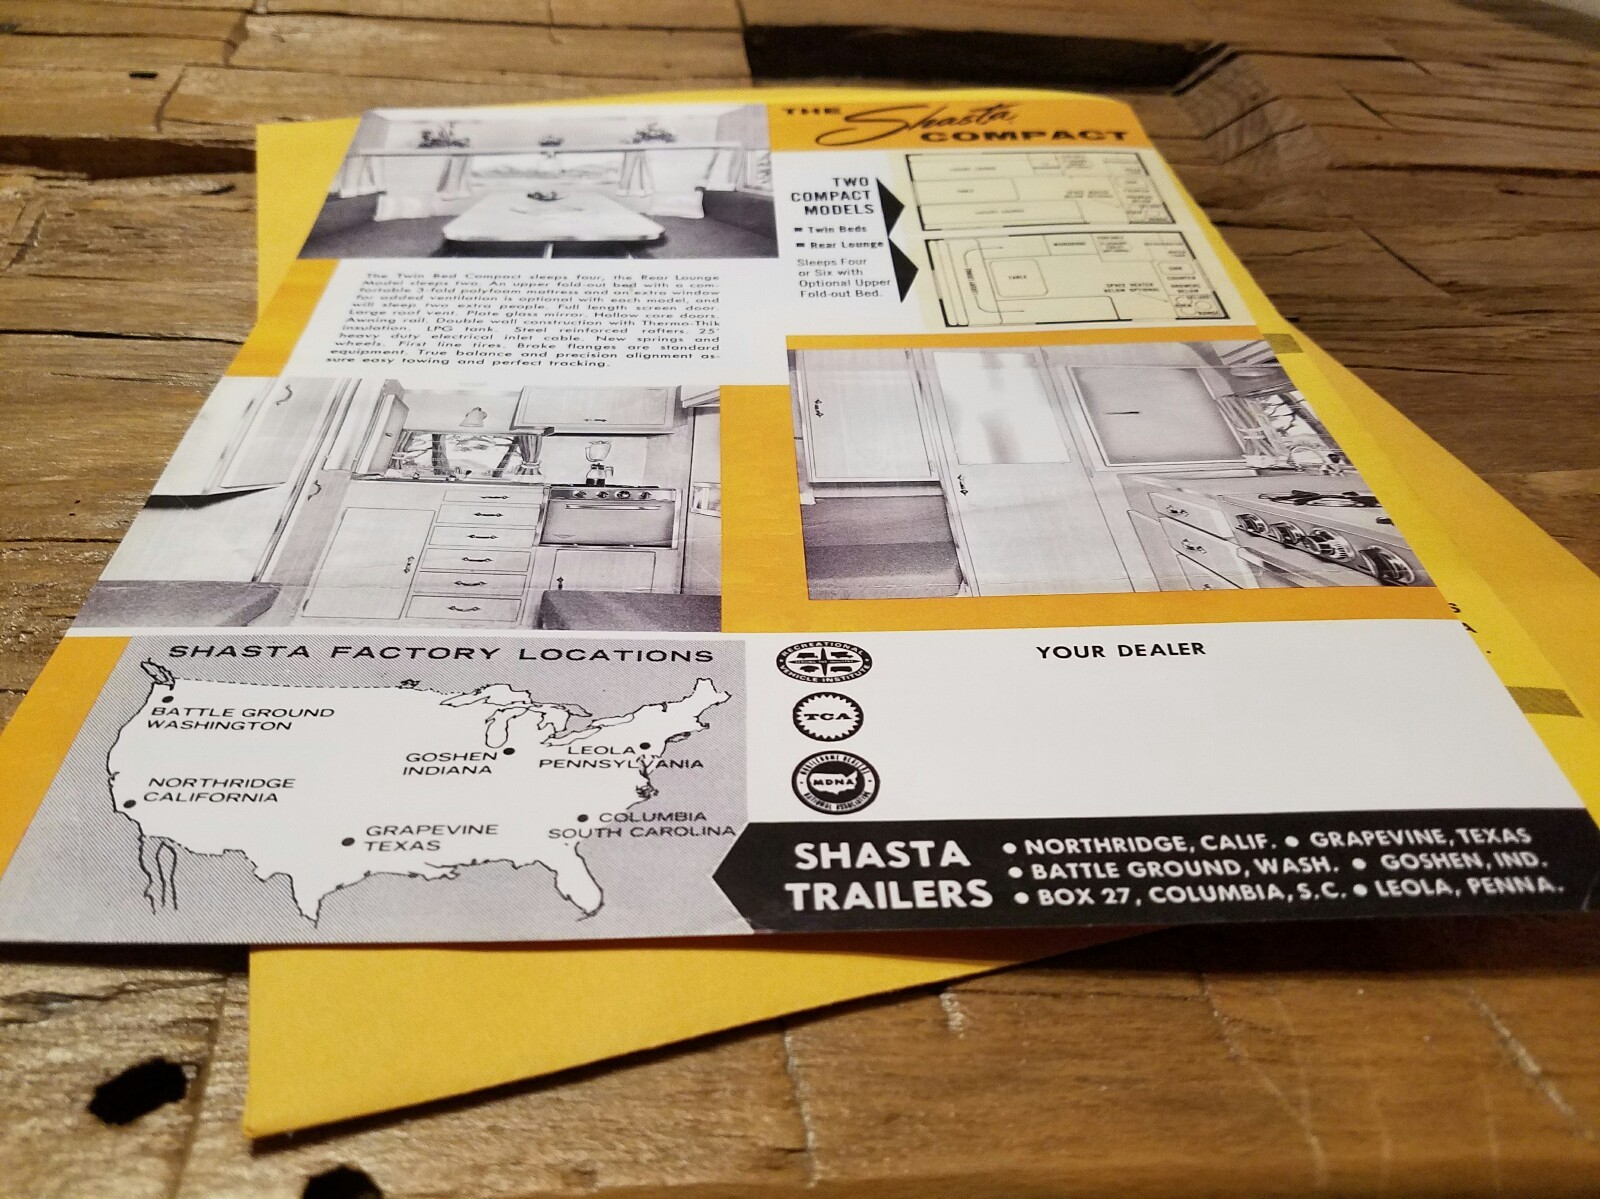 THE Shasta
COMPACT
TWO
COMPACT
MODELS
Twin Beds
Rear Lounge
Sleeps Four
or Six with
Optional Upper
Fold-out Bed.
TABLE
The Twin Bed Compact sleeps four, the Rear Lounge
Model sleeps two. An upper fold-out bed with a com-
fortable 3-fold polyfoam mattress and an extra window
for added ventilation is optional with each model, and
will sleep two extra people. Full length screen door.
Large roof vent. Plate glass mirror. Hollow core doors.
Awning rail. Double wall construction with Thermo-Thik
insulation. LPG tank. Steel reinforced rafters. 25'
heavy duty electrical inlet cable. New springs and
wheels. First line tires. Brake flanges are standard
equipment. True balance and precision alignment as-
sure easy towing and perfect tracking.
SHASTA FACTORY LOCATIONS
BATTLE GROUND
WASHINGTON
GOSHEN
INDIANA
LEOLA
PENNSYLVANIA
NORTHRIDGE
CALIFORNIA
GRAPEVINE
TEXAS
COLUMBIA
SOUTH CAROLINA
RECREATIONAL
VEHICLE INSTITUTE
TCA
MDNA
YOUR DEALER
SHASTA
TRAILERS
• NORTHRIDGE, CALIF. • GRAPEVINE, TEXAS
• BATTLE GROUND, WASH. • GOSHEN, IND.
• BOX 27, COLUMBIA, S.C. • LEOLA, PENNA.